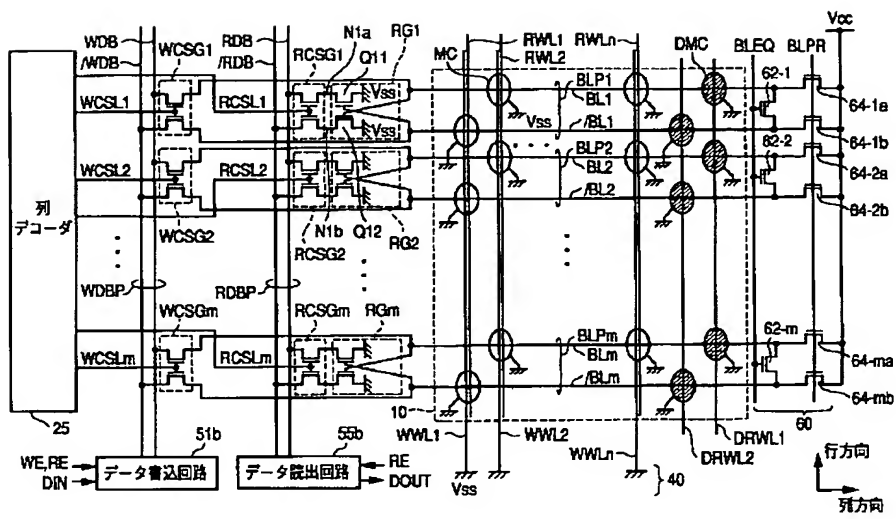 WDB
/WDB
WCSG1
RDB
/RDB
RCSG1
N1a
Q11
RG1
RWL1
RWL2
RWLn
DMC
BLEQ
BLPR
Vcc
MC
WCSL1
RCSL1
Vss
Vss
BLP1
BL1
62-1
64-1a
Vss
/BL1
64-1b
BLP2
62-2
WCSL2
RCSL2
BL2
64-2a
列
デコーダ
/BL2
64-2b
WCSG2
RCSG2
N1b
Q12
RG2
WDBP
RDBP
WCSGm
RCSGm
RGm
BLPm
62-m
WCSLm
RCSLm
BLm
64-ma
/BLm
64-mb
25
10
60
51b
55b
WWL1
WWL2
WWLn
DRWL2
DRWL1
WE,RE
DIN
データ書込回路
データ読出回路
RE
DOUT
Vss
40
行方向
列方向